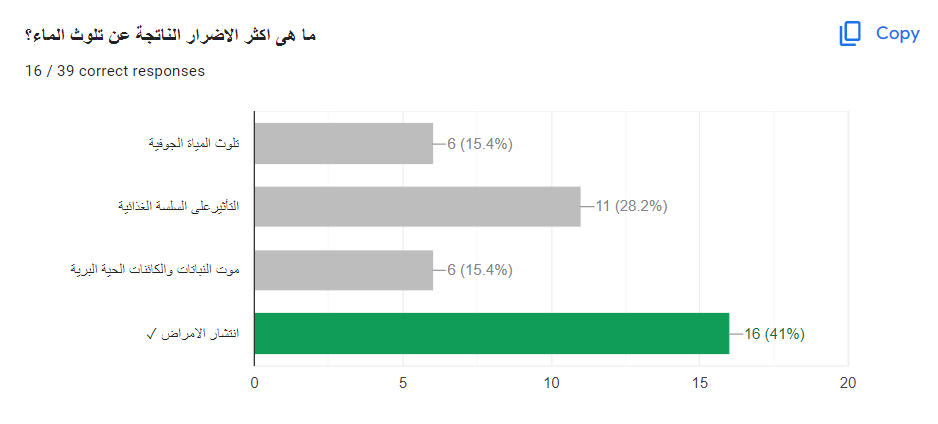 ما هى اكثر الاضرار الناتجة عن تلوث الماء؟
Copy
16 / 39 correct responses
تلوث المياة الجوفية
6 (15.4%)
التأثيرعلى السلسة الغذائية
11 (28.2%)
موت النباتات والكائنات الحية البرية
6 (15.4%)
✓ انتشار الامراض
16 (41%)
0 5 10 15 20